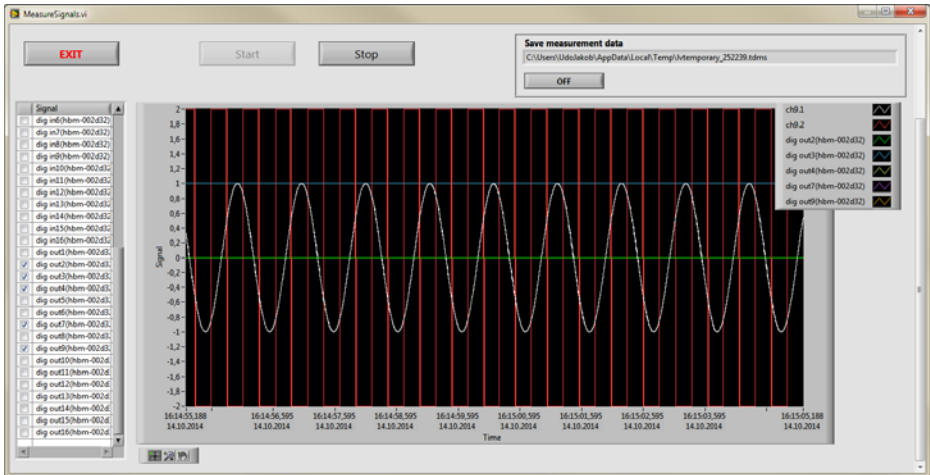 MeasureSignals.vi
EXIT
Start
Stop
Save measurement data
C:\Users\UdoJakob\AppData\Local\Temp\lvtemporary_252239.tdms
OFF
Signal
dig in6(hbm-002d32)
dig in7(hbm-002d32)
dig in8(hbm-002d32)
dig in9(hbm-002d32)
dig in10(hbm-002d32
dig in11(hbm-002d32
dig in12(hbm-002d32
dig in13(hbm-002d32
dig in14(hbm-002d32
dig in15(hbm-002d32
dig in16(hbm-002d32
dig out1(hbm-002d3.
dig out2(hbm-002d3.
dig out3(hbm-002d3.
dig out4(hbm-002d3.
dig out5(hbm-002d3.
dig out6(hbm-002d3.
dig out7(hbm-002d3.
dig out8(hbm-002d3.
dig out9(hbm-002d3.
dig out10(hbm-002d.
dig out11(hbm-002d.
dig out12(hbm-002d.
dig out13(hbm-002d.
dig out14(hbm-002d.
dig out15(hbm-002d.
dig out16(hbm-002d.
Signal
2
1,8
1,6
1,4
1,2
1
0,8
0,6
0,4
0,2
0
-0,2
-0,4
-0,6
-0,8
-1
-1,2
-1,4
-1,6
-1,8
-2
16:14:55,188 16:14:56,595 16:14:57,595 16:14:58,595 16:14:59,595 16:15:00,595 16:15:01,595 16:15:02,595 16:15:03,595 16:15:05,188
14.10.2014 14.10.2014 14.10.2014 14.10.2014 14.10.2014 14.10.2014 14.10.2014 14.10.2014 14.10.2014 14.10.2014
Time
ch9.1
ch9.2
dig out2(hbm-002d32)
dig out3(hbm-002d32)
dig out4(hbm-002d32)
dig out7(hbm-002d32)
dig out9(hbm-002d32)